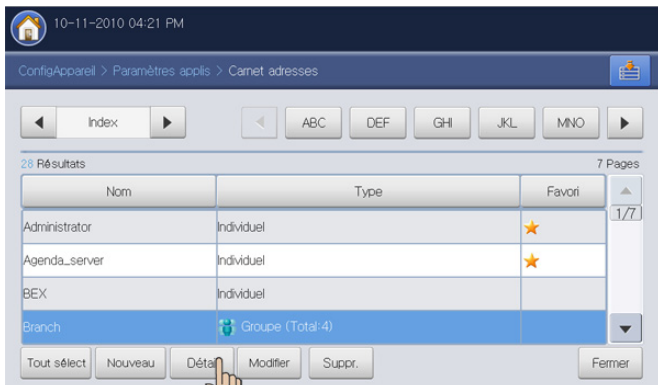 10-11-2010 04:21 PM
ConfigAppareil > Paramètres applis > Carnet adresses
Index ABC DEF GHI JKL MNO
28 Résultats 7 Pages
Nom Type Favori
1/7
Administrator Individuel
Agenda_server Individuel
BEX Individuel
Branch Groupe (Total:4)
Tout sélect Nouveau Détail Modifier Suppr. Fermer